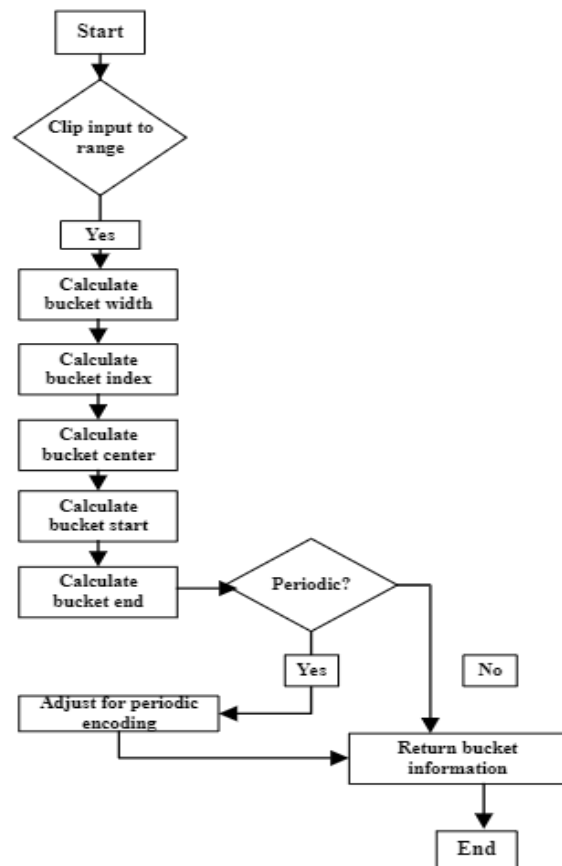 Start
Clip input to
range
Yes
Calculate
bucket width
Calculate
bucket index
Calculate
bucket center
Calculate
bucket start
Calculate
bucket end
Periodic?
Yes
No
Adjust for periodic
encoding
Return bucket
information
End